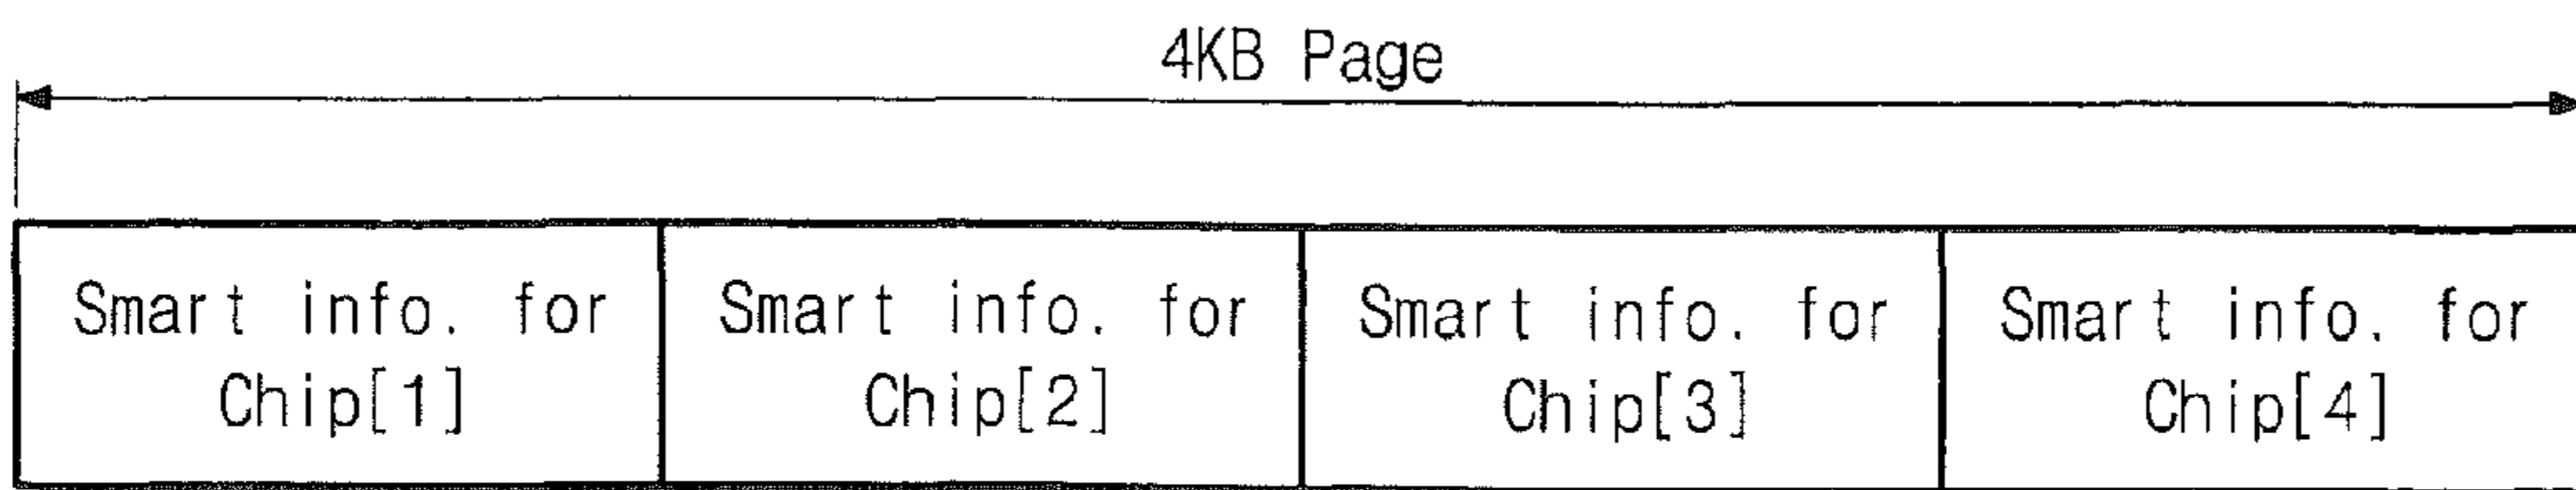 4KB Page
Smart info. for
Chip[1]
Smart info. for
Chip[2]
Smart info. for
Chip[3]
Smart info. for
Chip[4]